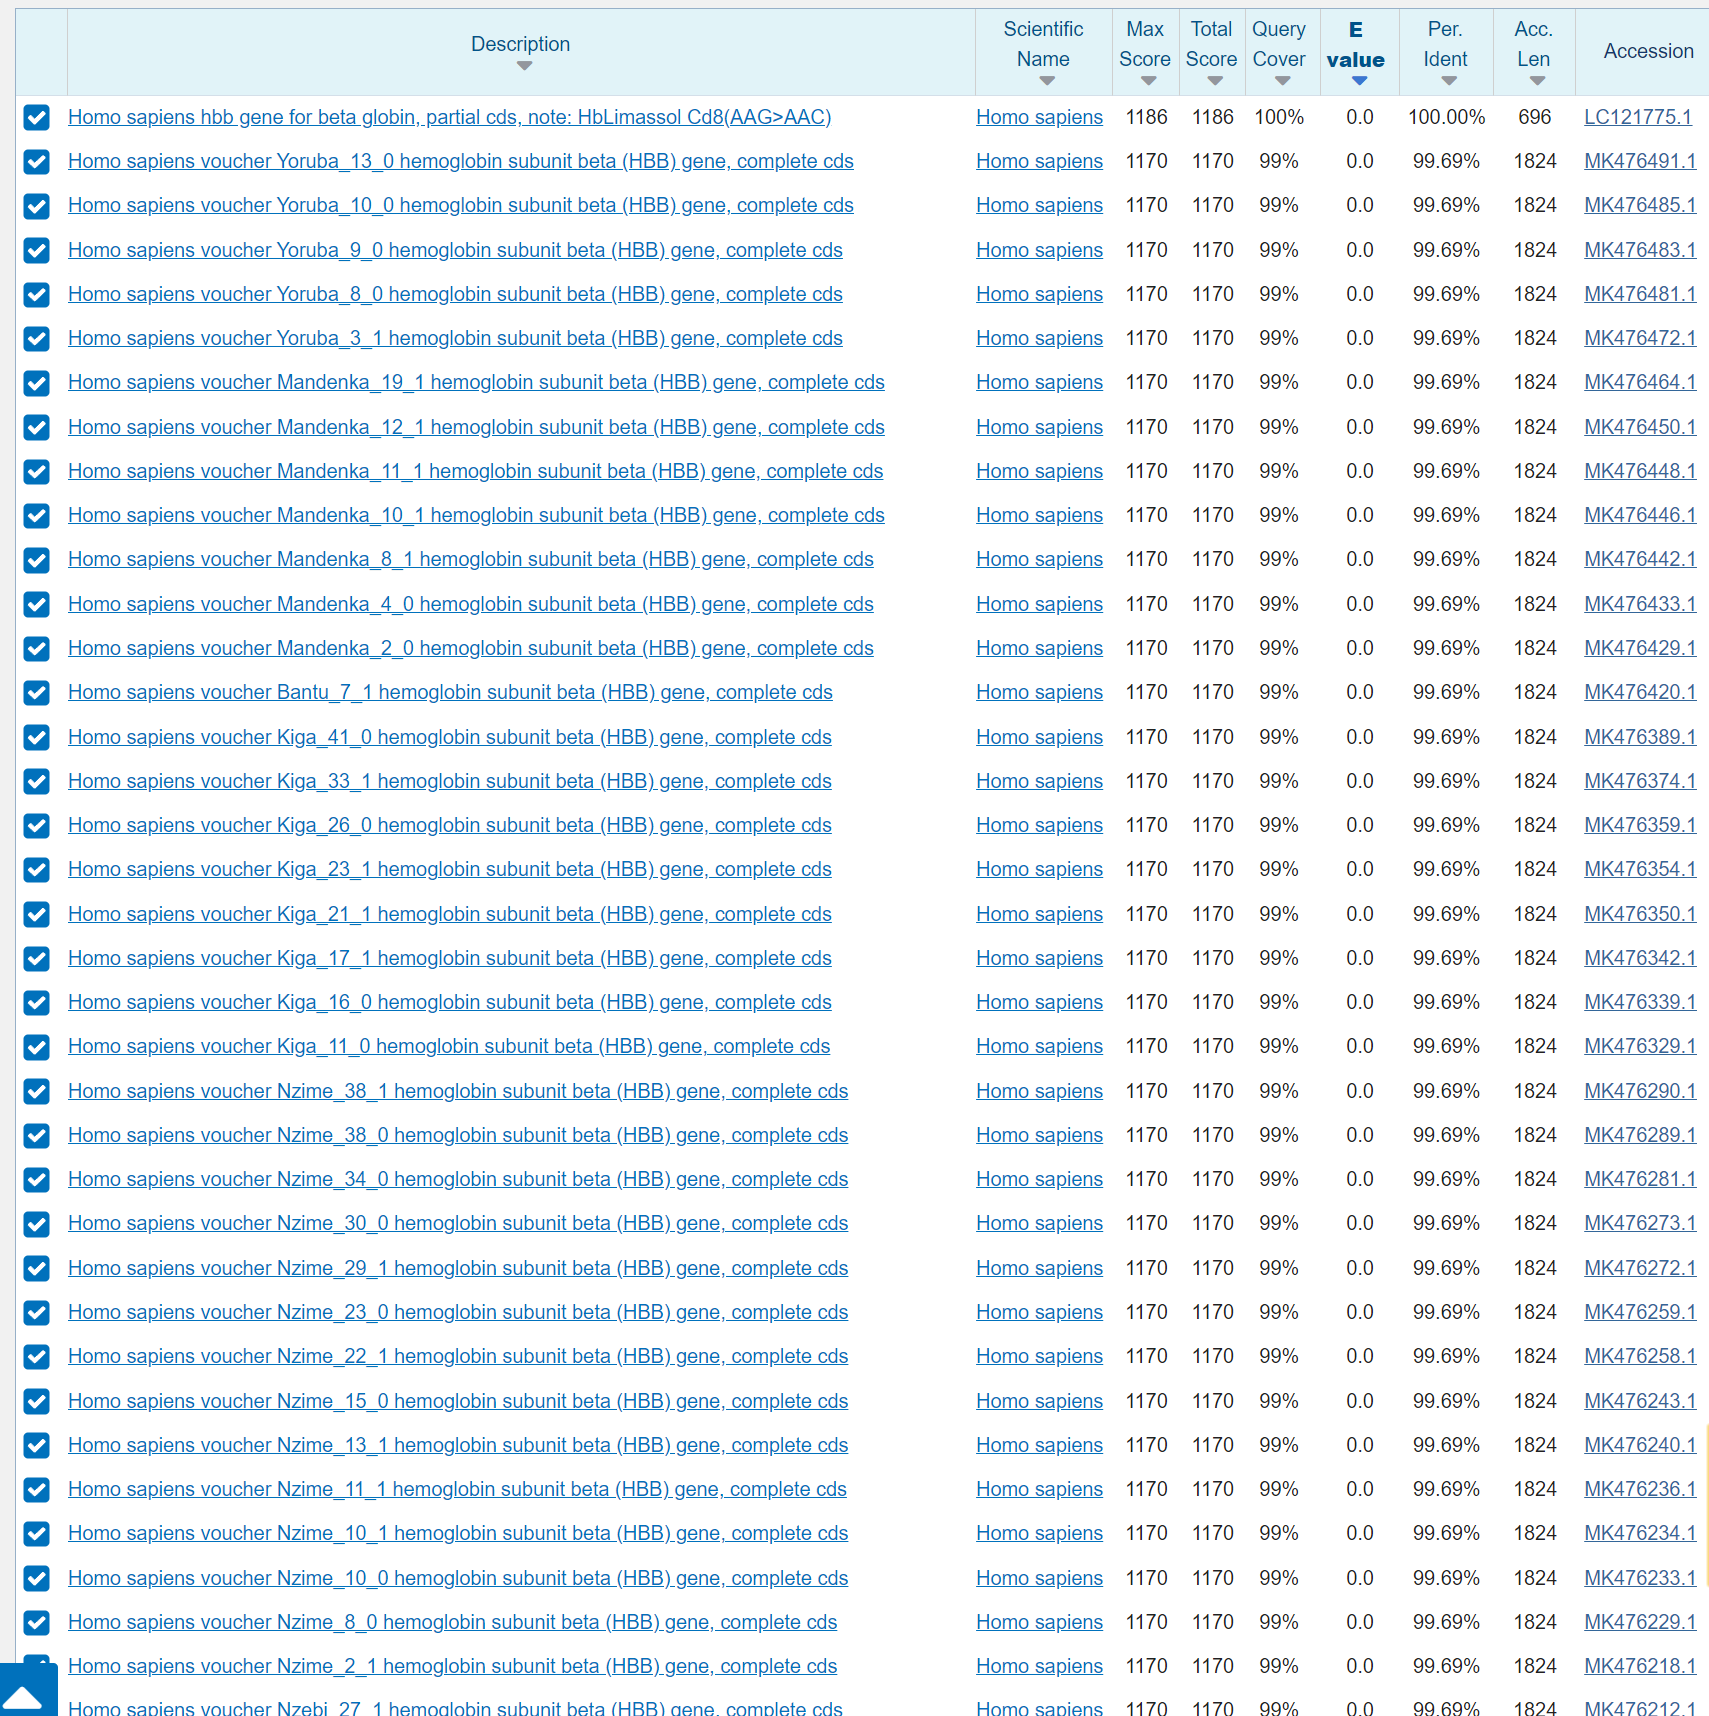 Description Scientific Name Max Score Total Score Query Cover E value Per. Ident Acc. Len Accession
Homo sapiens hbb gene for beta globin, partial cds, note: HbLimassol Cd8(AAG>AAC) Homo sapiens 1186 1186 100% 0.0 100.00% 696 LC121775.1
Homo sapiens voucher Yoruba_13_0 hemoglobin subunit beta (HBB) gene, complete cds Homo sapiens 1170 1170 99% 0.0 99.69% 1824 MK476491.1
Homo sapiens voucher Yoruba_10_0 hemoglobin subunit beta (HBB) gene, complete cds Homo sapiens 1170 1170 99% 0.0 99.69% 1824 MK476485.1
Homo sapiens voucher Yoruba_9_0 hemoglobin subunit beta (HBB) gene, complete cds Homo sapiens 1170 1170 99% 0.0 99.69% 1824 MK476483.1
Homo sapiens voucher Yoruba_8_0 hemoglobin subunit beta (HBB) gene, complete cds Homo sapiens 1170 1170 99% 0.0 99.69% 1824 MK476481.1
Homo sapiens voucher Yoruba_3_1 hemoglobin subunit beta (HBB) gene, complete cds Homo sapiens 1170 1170 99% 0.0 99.69% 1824 MK476472.1
Homo sapiens voucher Mandenka_19_1 hemoglobin subunit beta (HBB) gene, complete cds Homo sapiens 1170 1170 99% 0.0 99.69% 1824 MK476464.1
Homo sapiens voucher Mandenka_12_1 hemoglobin subunit beta (HBB) gene, complete cds Homo sapiens 1170 1170 99% 0.0 99.69% 1824 MK476450.1
Homo sapiens voucher Mandenka_11_1 hemoglobin subunit beta (HBB) gene, complete cds Homo sapiens 1170 1170 99% 0.0 99.69% 1824 MK476448.1
Homo sapiens voucher Mandenka_10_1 hemoglobin subunit beta (HBB) gene, complete cds Homo sapiens 1170 1170 99% 0.0 99.69% 1824 MK476446.1
Homo sapiens voucher Mandenka_8_1 hemoglobin subunit beta (HBB) gene, complete cds Homo sapiens 1170 1170 99% 0.0 99.69% 1824 MK476442.1
Homo sapiens voucher Mandenka_4_0 hemoglobin subunit beta (HBB) gene, complete cds Homo sapiens 1170 1170 99% 0.0 99.69% 1824 MK476433.1
Homo sapiens voucher Mandenka_2_0 hemoglobin subunit beta (HBB) gene, complete cds Homo sapiens 1170 1170 99% 0.0 99.69% 1824 MK476429.1
Homo sapiens voucher Bantu_7_1 hemoglobin subunit beta (HBB) gene, complete cds Homo sapiens 1170 1170 99% 0.0 99.69% 1824 MK476420.1
Homo sapiens voucher Kiga_41_0 hemoglobin subunit beta (HBB) gene, complete cds Homo sapiens 1170 1170 99% 0.0 99.69% 1824 MK476389.1
Homo sapiens voucher Kiga_33_1 hemoglobin subunit beta (HBB) gene, complete cds Homo sapiens 1170 1170 99% 0.0 99.69% 1824 MK476374.1
Homo sapiens voucher Kiga_26_0 hemoglobin subunit beta (HBB) gene, complete cds Homo sapiens 1170 1170 99% 0.0 99.69% 1824 MK476359.1
Homo sapiens voucher Kiga_23_1 hemoglobin subunit beta (HBB) gene, complete cds Homo sapiens 1170 1170 99% 0.0 99.69% 1824 MK476354.1
Homo sapiens voucher Kiga_21_1 hemoglobin subunit beta (HBB) gene, complete cds Homo sapiens 1170 1170 99% 0.0 99.69% 1824 MK476350.1
Homo sapiens voucher Kiga_17_1 hemoglobin subunit beta (HBB) gene, complete cds Homo sapiens 1170 1170 99% 0.0 99.69% 1824 MK476342.1
Homo sapiens voucher Kiga_16_0 hemoglobin subunit beta (HBB) gene, complete cds Homo sapiens 1170 1170 99% 0.0 99.69% 1824 MK476339.1
Homo sapiens voucher Kiga_11_0 hemoglobin subunit beta (HBB) gene, complete cds Homo sapiens 1170 1170 99% 0.0 99.69% 1824 MK476329.1
Homo sapiens voucher Nzime_38_1 hemoglobin subunit beta (HBB) gene, complete cds Homo sapiens 1170 1170 99% 0.0 99.69% 1824 MK476290.1
Homo sapiens voucher Nzime_38_0 hemoglobin subunit beta (HBB) gene, complete cds Homo sapiens 1170 1170 99% 0.0 99.69% 1824 MK476289.1
Homo sapiens voucher Nzime_34_0 hemoglobin subunit beta (HBB) gene, complete cds Homo sapiens 1170 1170 99% 0.0 99.69% 1824 MK476281.1
Homo sapiens voucher Nzime_30_0 hemoglobin subunit beta (HBB) gene, complete cds Homo sapiens 1170 1170 99% 0.0 99.69% 1824 MK476273.1
Homo sapiens voucher Nzime_29_1 hemoglobin subunit beta (HBB) gene, complete cds Homo sapiens 1170 1170 99% 0.0 99.69% 1824 MK476272.1
Homo sapiens voucher Nzime_23_0 hemoglobin subunit beta (HBB) gene, complete cds Homo sapiens 1170 1170 99% 0.0 99.69% 1824 MK476259.1
Homo sapiens voucher Nzime_22_1 hemoglobin subunit beta (HBB) gene, complete cds Homo sapiens 1170 1170 99% 0.0 99.69% 1824 MK476258.1
Homo sapiens voucher Nzime_15_0 hemoglobin subunit beta (HBB) gene, complete cds Homo sapiens 1170 1170 99% 0.0 99.69% 1824 MK476243.1
Homo sapiens voucher Nzime_13_1 hemoglobin subunit beta (HBB) gene, complete cds Homo sapiens 1170 1170 99% 0.0 99.69% 1824 MK476240.1
Homo sapiens voucher Nzime_11_1 hemoglobin subunit beta (HBB) gene, complete cds Homo sapiens 1170 1170 99% 0.0 99.69% 1824 MK476236.1
Homo sapiens voucher Nzime_10_1 hemoglobin subunit beta (HBB) gene, complete cds Homo sapiens 1170 1170 99% 0.0 99.69% 1824 MK476234.1
Homo sapiens voucher Nzime_10_0 hemoglobin subunit beta (HBB) gene, complete cds Homo sapiens 1170 1170 99% 0.0 99.69% 1824 MK476233.1
Homo sapiens voucher Nzime_8_0 hemoglobin subunit beta (HBB) gene, complete cds Homo sapiens 1170 1170 99% 0.0 99.69% 1824 MK476229.1
Homo sapiens voucher Nzime_2_1 hemoglobin subunit beta (HBB) gene, complete cds Homo sapiens 1170 1170 99% 0.0 99.69% 1824 MK476218.1
Homo sapiens voucher Nzebi_27_1 hemoglobin subunit beta (HBB) gene, complete cds Homo sapiens 1170 1170 99% 0.0 99.69% 1824 MK476212.1